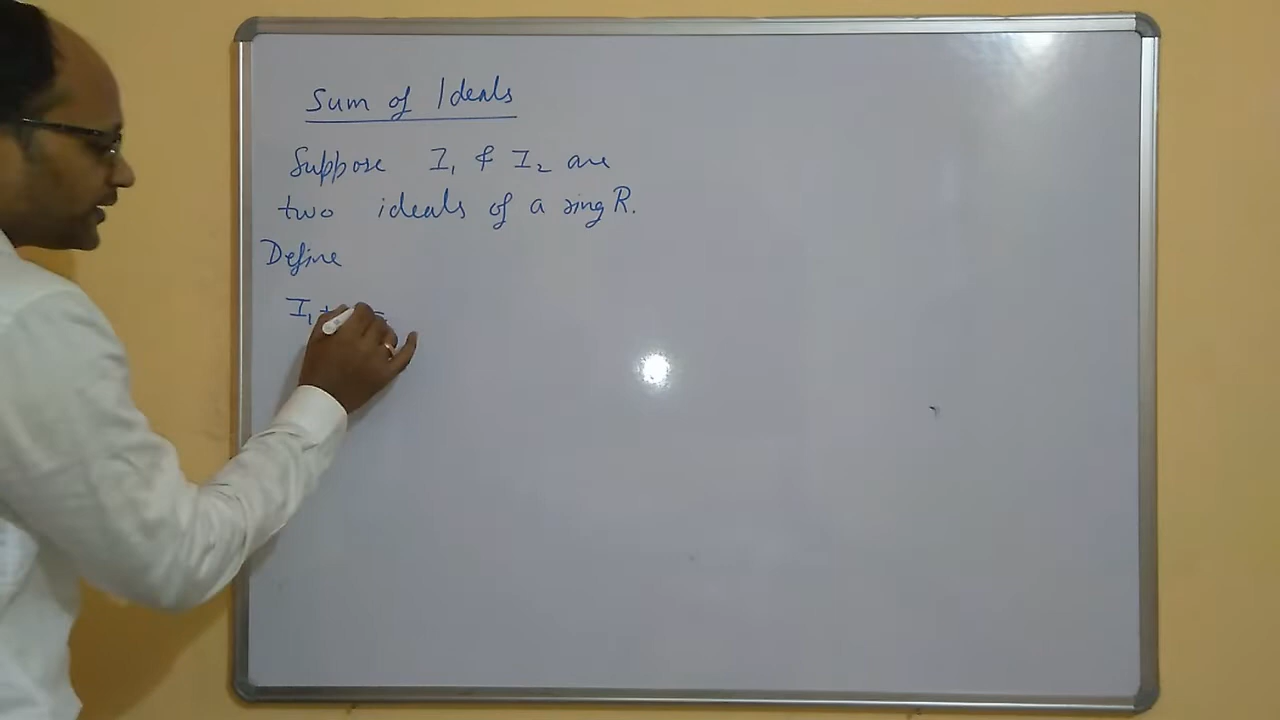 Sum of Ideals
Suppose I₁ & I₂ are
two ideals of a ring R.
Define
I₁ + =